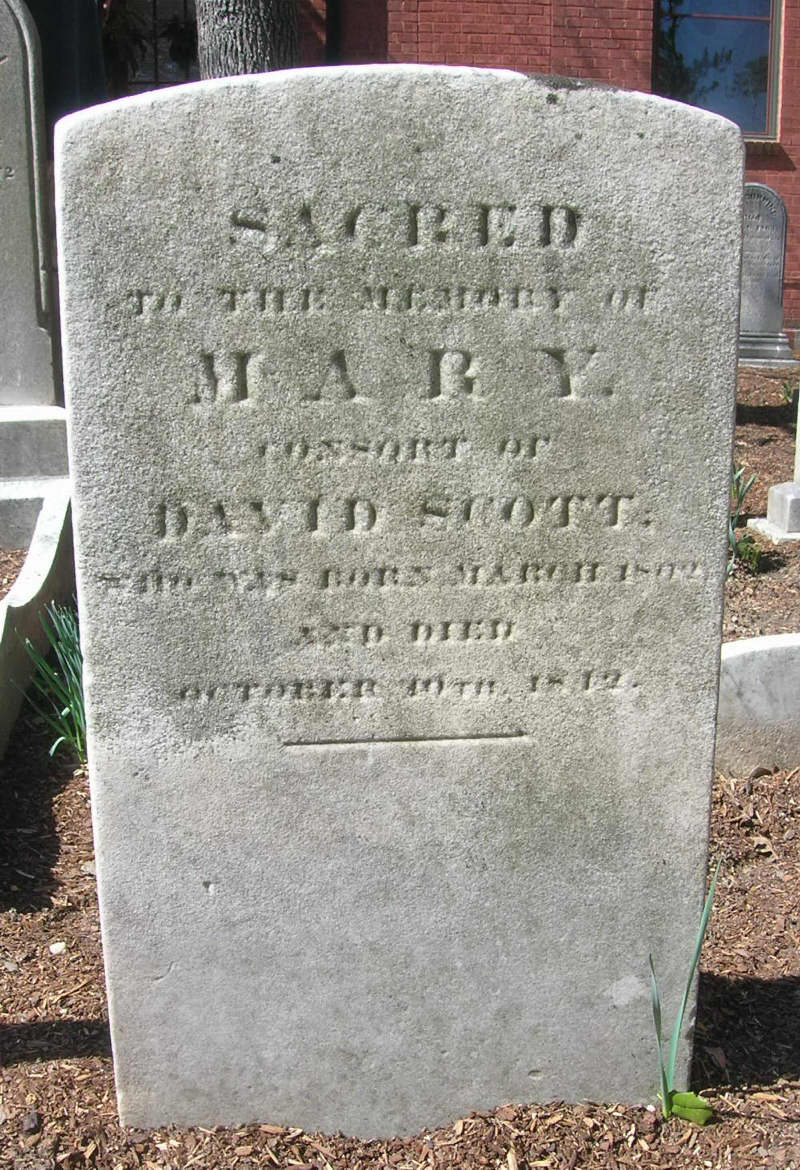 SACRED
TO THE MEMORY OF
MARY.
CONSORT OF
DAVID SCOTT.
WHO WAS BORN MARCH 1802
AND DIED
OCTOBER 10TH. 1842.